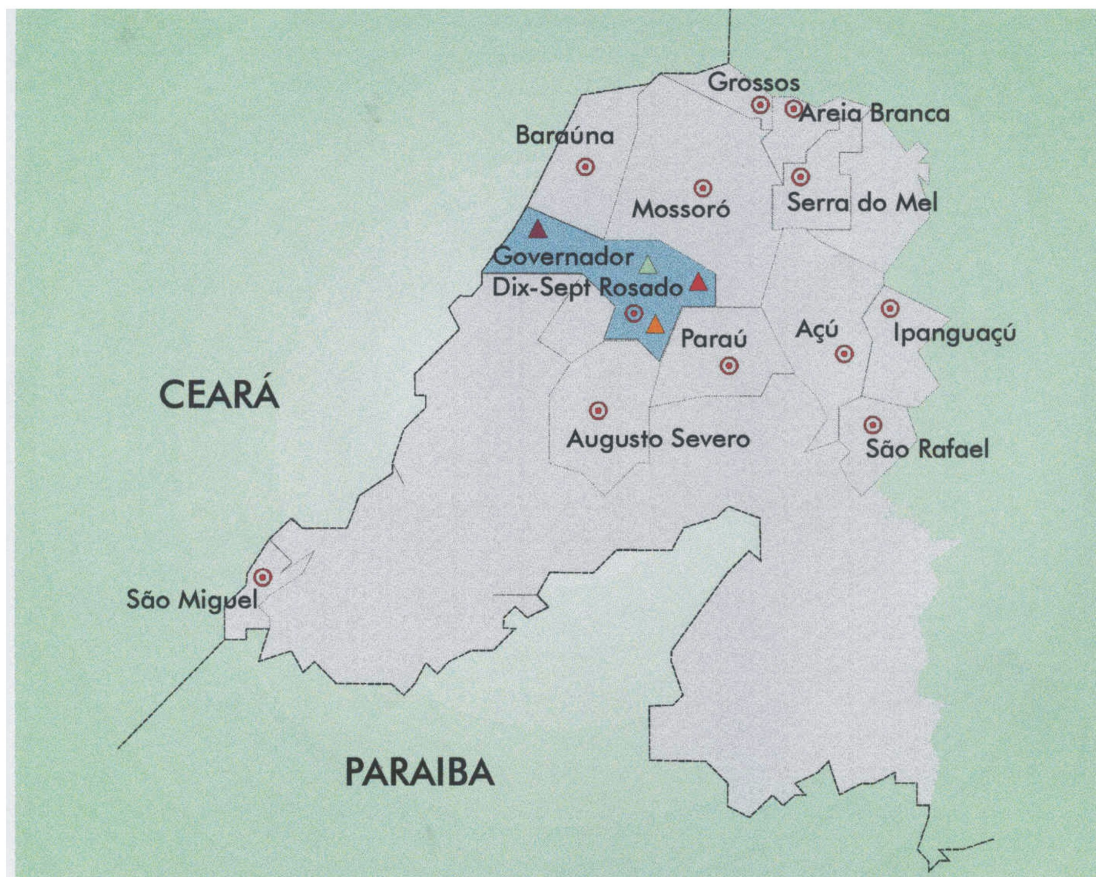 Grossos
Areia Branca
Baraúna
Serra do Mel
Mossoró
Governador
Dix-Sept Rosado
Ipanguaçú
Açú
Paraú
CEARÁ
Augusto Severo
São Rafael
São Miguel
PARAIBA